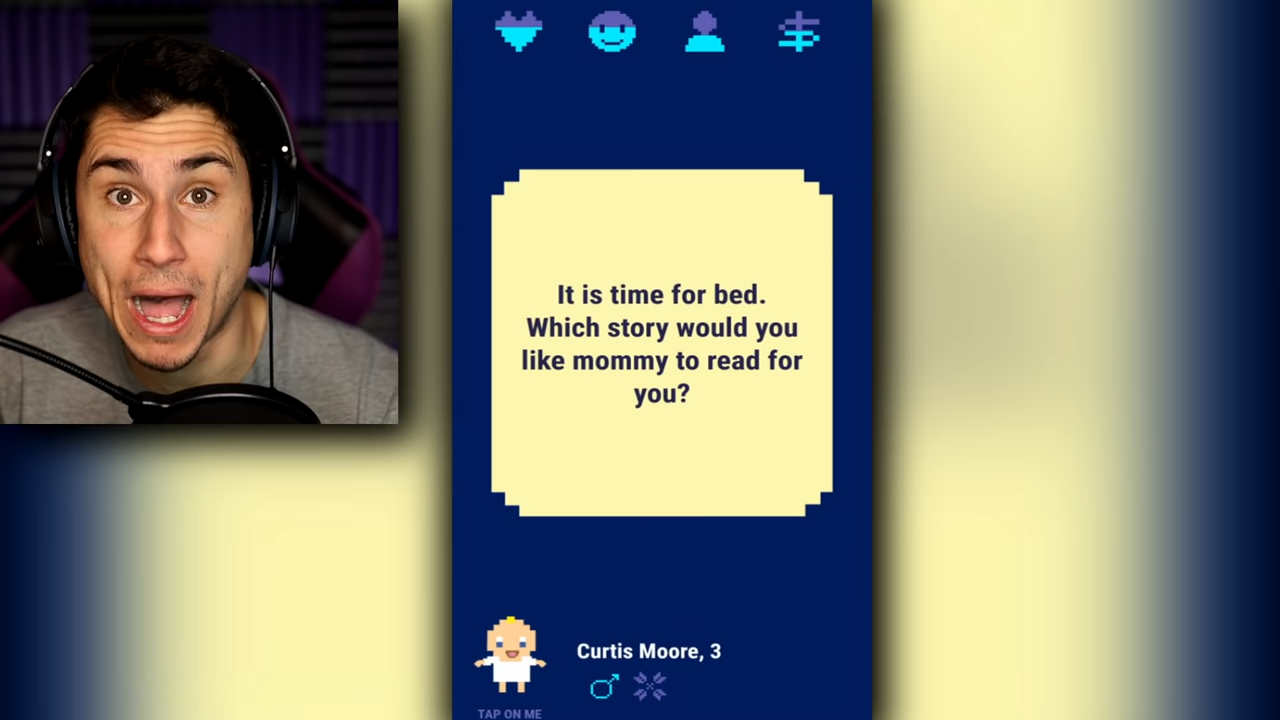 It is time for bed.
Which story would you
like mommy to read for
you?
Curtis Moore, 3
TAP ON ME